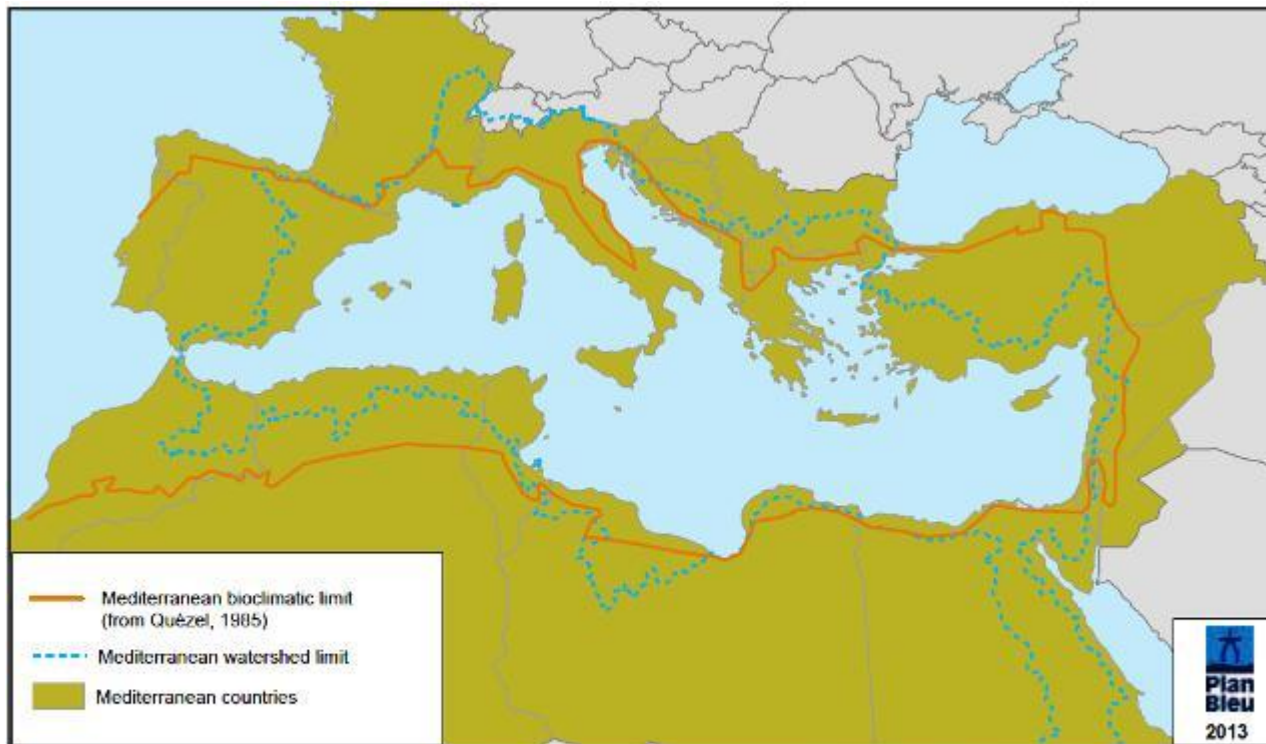 Mediterranean bioclimatic limit
(from Quézel, 1985)
Mediterranean watershed limit
Mediterranean countries
Plan
Bleu
2013